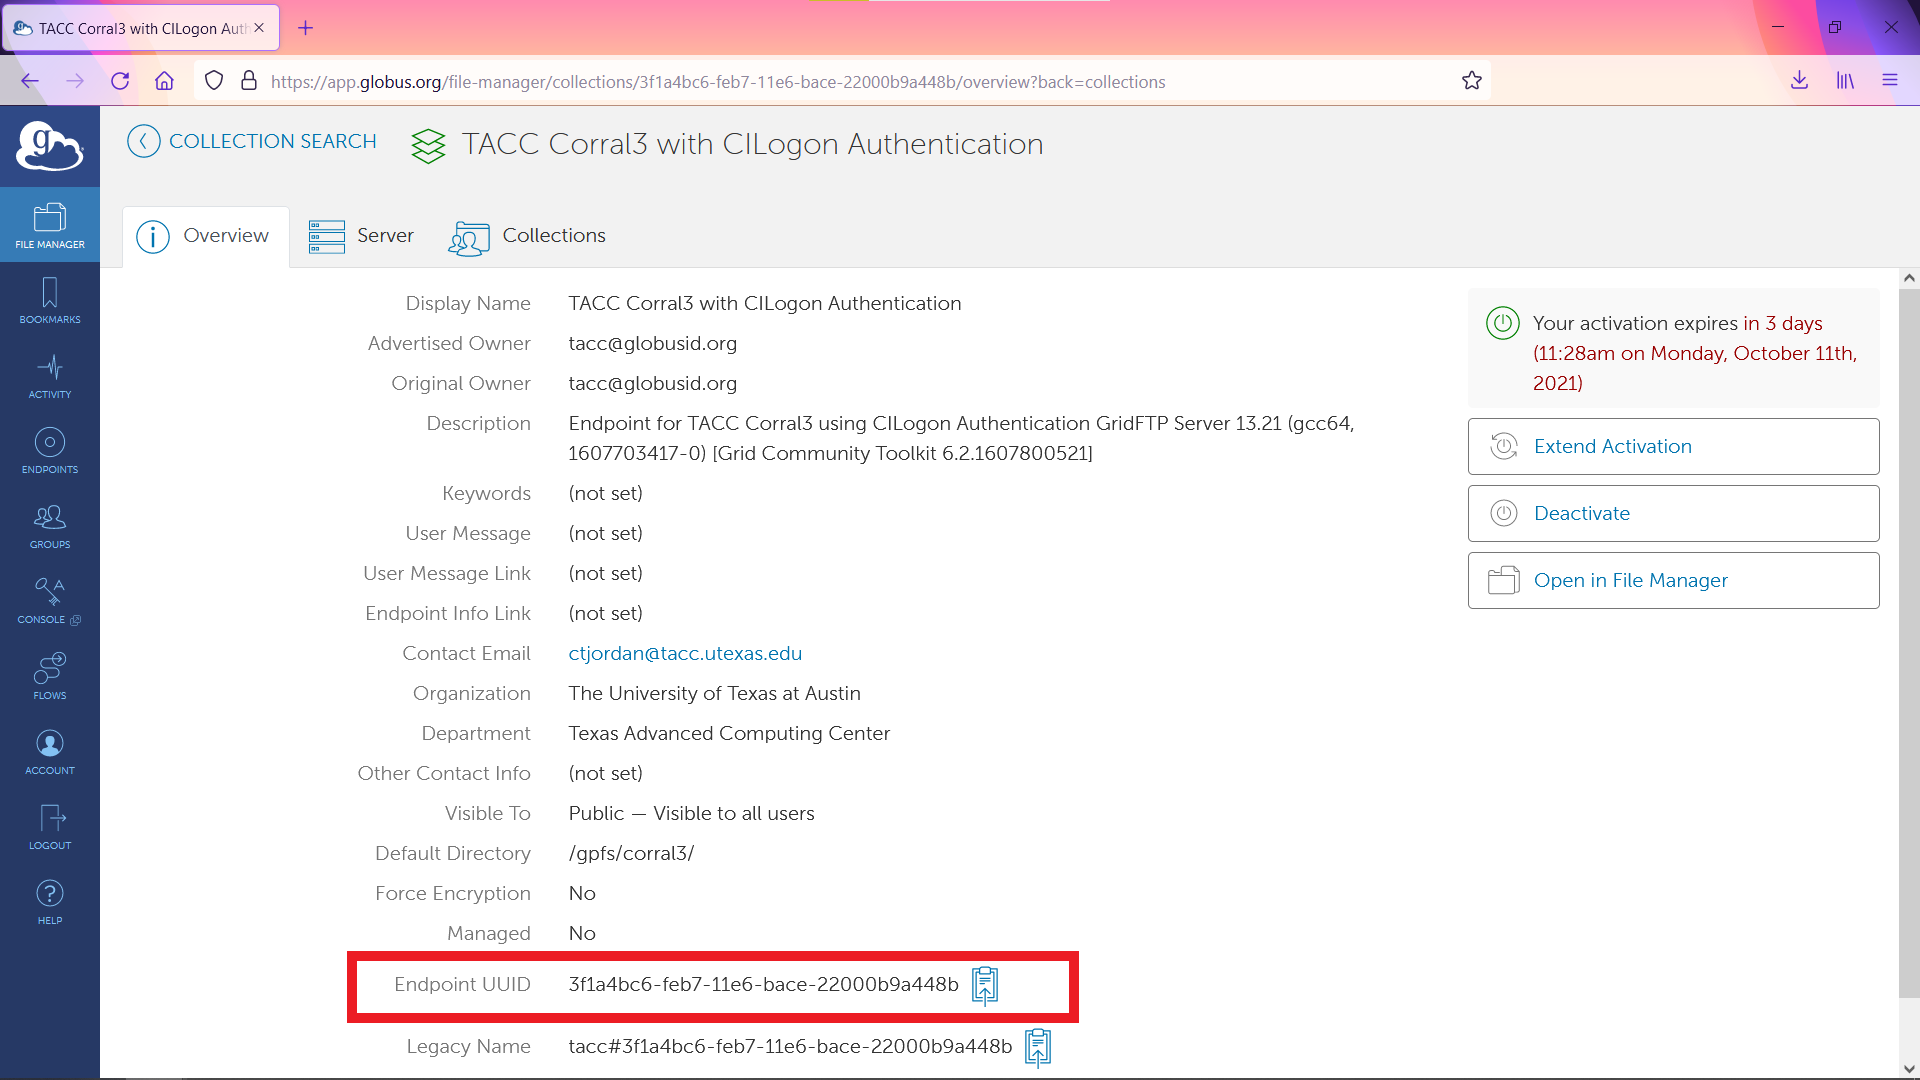 TACC Corral3 with CILogon Auth
https://app.globus.org/file-manager/collections/3f1a4bc6-feb7-11e6-bace-22000b9a448b/overview?back=collections
g
COLLECTION SEARCH
TACC Corral3 with CILogon Authentication
FILE MANAGER
BOOKMARKS
ACTIVITY
ENDPOINTS
GROUPS
CONSOLE
FLOWS
ACCOUNT
LOGOUT
HELP
Overview
Server
Collections
Display Name TACC Corral3 with CILogon Authentication
Advertised Owner tacc@globusid.org
Original Owner tacc@globusid.org
Description Endpoint for TACC Corral3 using CILogon Authentication GridFTP Server 13.21 (gcc64,
1607703417-0) [Grid Community Toolkit 6.2.1607800521]
Keywords (not set)
User Message (not set)
User Message Link (not set)
Endpoint Info Link (not set)
Contact Email ctjordan@tacc.utexas.edu
Organization The University of Texas at Austin
Department Texas Advanced Computing Center
Other Contact Info (not set)
Visible To Public — Visible to all users
Default Directory /gpfs/corral3/
Force Encryption No
Managed No
Endpoint UUID 3f1a4bc6-feb7-11e6-bace-22000b9a448b
Legacy Name tacc#3f1a4bc6-feb7-11e6-bace-22000b9a448b
Your activation expires in 3 days
(11:28am on Monday, October 11th,
2021)
Extend Activation
Deactivate
Open in File Manager